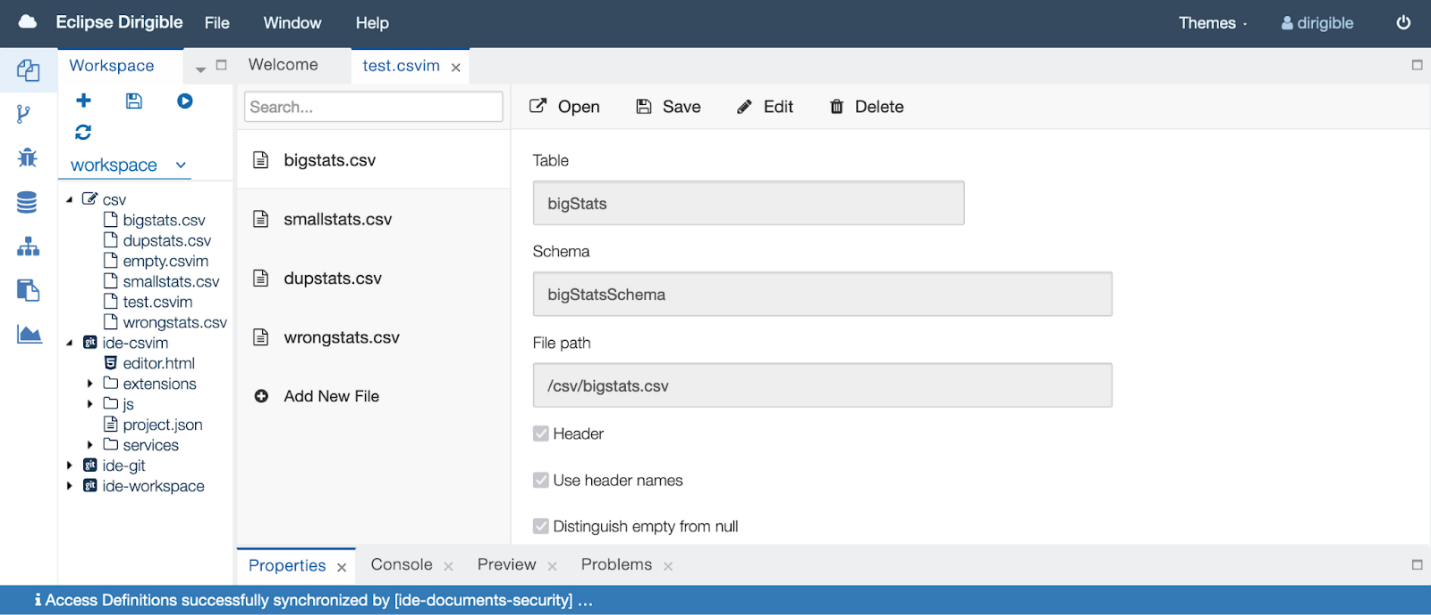 Eclipse Dirigible File Window Help Themes dirigible
Workspace
workspace
csv
bigstats.csv
dupstats.csv
empty.csvim
smallstats.csv
test.csvim
wrongstats.csv
ide-csvim
editor.html
extensions
js
project.json
services
ide-git
ide-workspace
Welcome test.csvim
Search...
bigstats.csv
smallstats.csv
dupstats.csv
wrongstats.csv
Add New File
Open Save Edit Delete
Table
bigStats
Schema
bigStatsSchema
File path
/csv/bigstats.csv
Header
Use header names
Distinguish empty from null
Properties Console Preview Problems
Access Definitions successfully synchronized by [ide-documents-security] ...